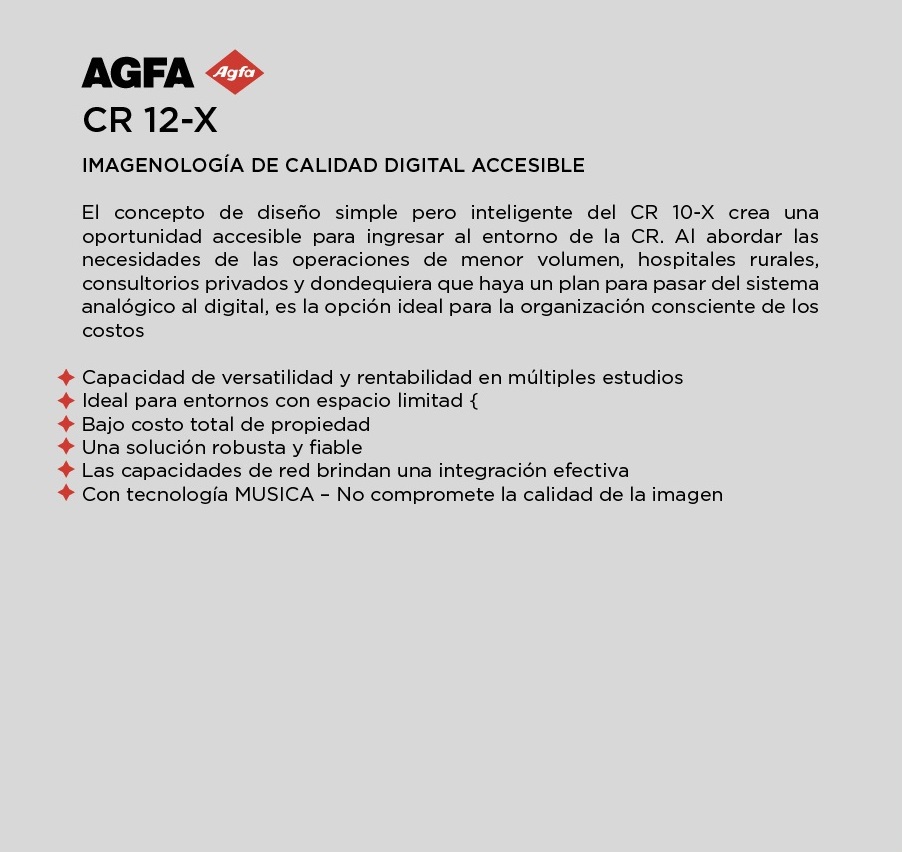 AGFA Agfa
CR 12-X
IMAGENOLOGÍA DE CALIDAD DIGITAL ACCESIBLE
El concepto de diseño simple pero inteligente del CR 10-X crea una
oportunidad accesible para ingresar al entorno de la CR. Al abordar las
necesidades de las operaciones de menor volumen, hospitales rurales,
consultorios privados y dondequiera que haya un plan para pasar del sistema
analógico al digital, es la opción ideal para la organización consciente de los
costos
Capacidad de versatilidad y rentabilidad en múltiples estudios
Ideal para entornos con espacio limitad {
Bajo costo total de propiedad
Una solución robusta y fiable
Las capacidades de red brindan una integración efectiva
Con tecnología MUSICA – No compromete la calidad de la imagen